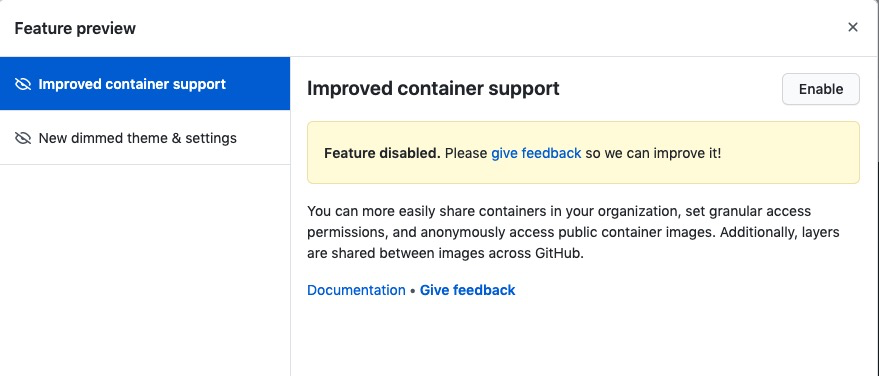 Feature preview
Improved container support
New dimmed theme & settings
Improved container support
Enable
Feature disabled. Please give feedback so we can improve it!
You can more easily share containers in your organization, set granular access
permissions, and anonymously access public container images. Additionally, layers
are shared between images across GitHub.
Documentation • Give feedback